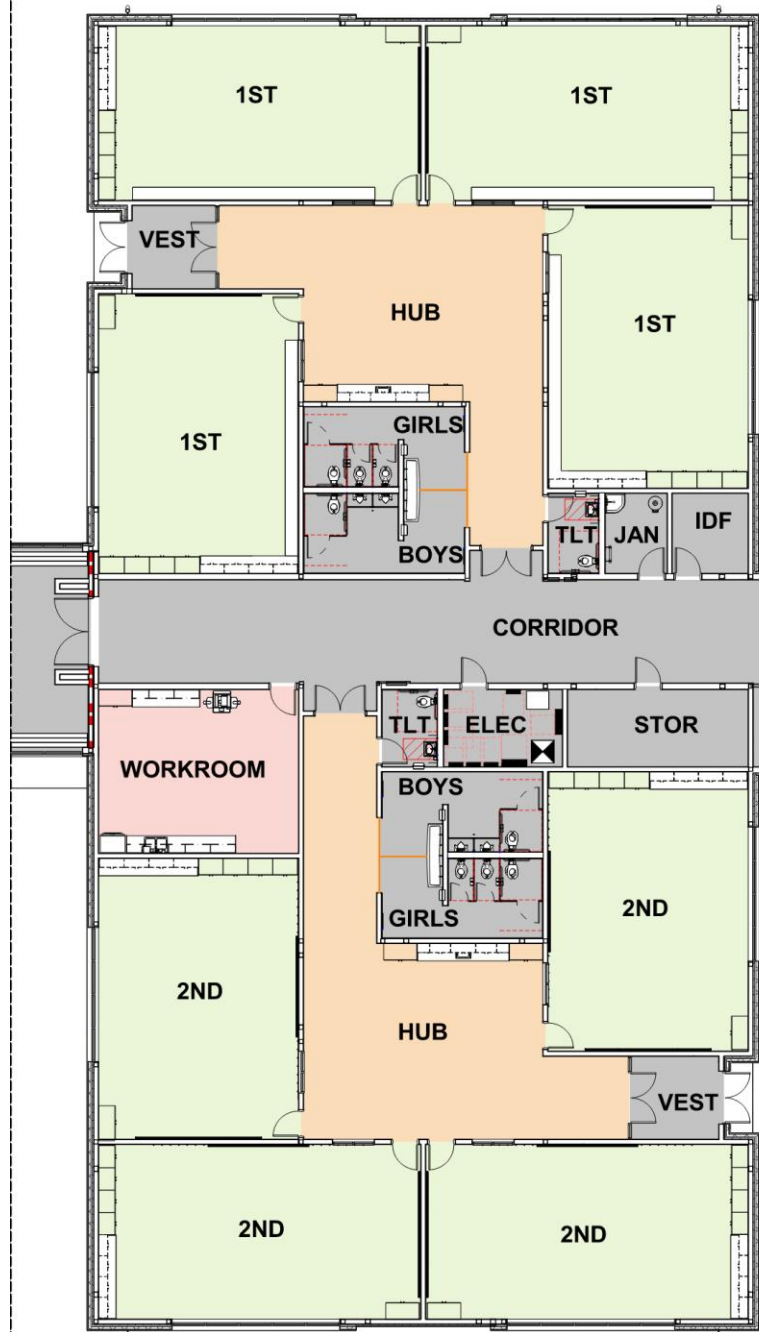 1ST
1ST
VEST
HUB
1ST
1ST
GIRLS
BOYS
TLT
JAN
IDF
CORRIDOR
TLT
ELEC
STOR
WORKROOM
BOYS
GIRLS
2ND
2ND
HUB
VEST
2ND
2ND